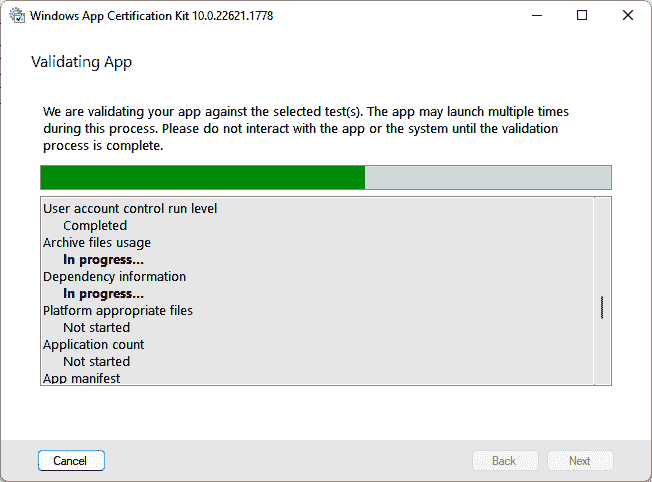 Windows App Certification Kit 10.0.22621.1778
Validating App
We are validating your app against the selected test(s). The app may launch multiple times
during this process. Please do not interact with the app or the system until the validation
process is complete.
User account control run level
Completed
Archive files usage
In progress...
Dependency information
In progress...
Platform appropriate files
Not started
Application count
Not started
App manifest
Cancel
Back
Next